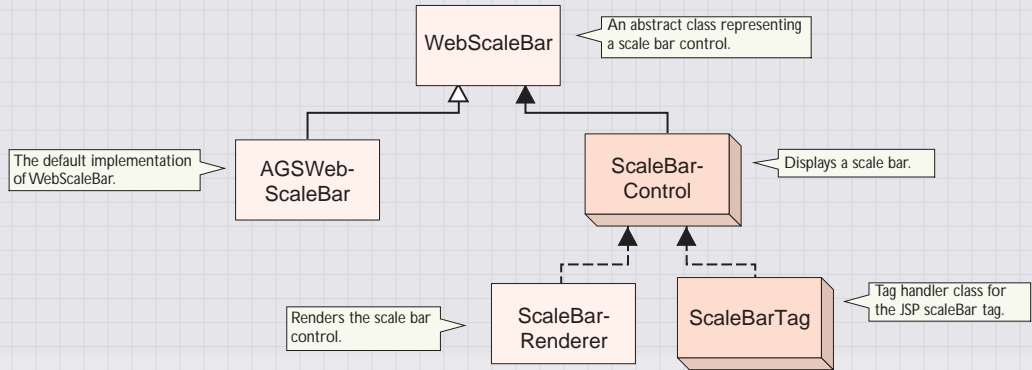 WebScaleBar
An abstract class representing
a scale bar control.
The default implementation
of WebScaleBar.
AGSWeb-
ScaleBar
ScaleBar-
Control
Displays a scale bar.
Renders the scale bar
control.
ScaleBar-
Renderer
ScaleBarTag
Tag handler class for
the JSP scaleBar tag.